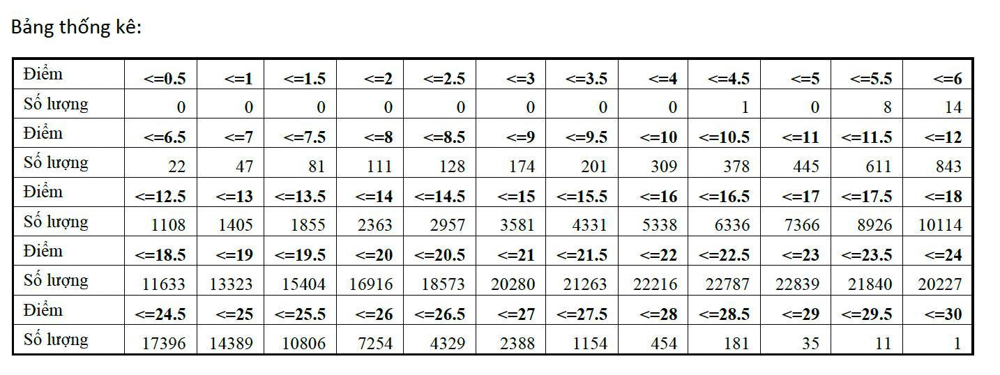 Bảng thống kê:
Điểm <=0.5 <=1 <=1.5 <=2 <=2.5 <=3 <=3.5 <=4 <=4.5 <=5 <=5.5 <=6
Số lượng 0 0 0 0 0 0 0 0 1 0 8 14
Điểm <=6.5 <=7 <=7.5 <=8 <=8.5 <=9 <=9.5 <=10 <=10.5 <=11 <=11.5 <=12
Số lượng 22 47 81 111 128 174 201 309 378 445 611 843
Điểm <=12.5 <=13 <=13.5 <=14 <=14.5 <=15 <=15.5 <=16 <=16.5 <=17 <=17.5 <=18
Số lượng 1108 1405 1855 2363 2957 3581 4331 5338 6336 7366 8926 10114
Điểm <=18.5 <=19 <=19.5 <=20 <=20.5 <=21 <=21.5 <=22 <=22.5 <=23 <=23.5 <=24
Số lượng 11633 13323 15404 16916 18573 20280 21263 22216 22787 22839 21840 20227
Điểm <=24.5 <=25 <=25.5 <=26 <=26.5 <=27 <=27.5 <=28 <=28.5 <=29 <=29.5 <=30
Số lượng 17396 14389 10806 7254 4329 2388 1154 454 181 35 11 1